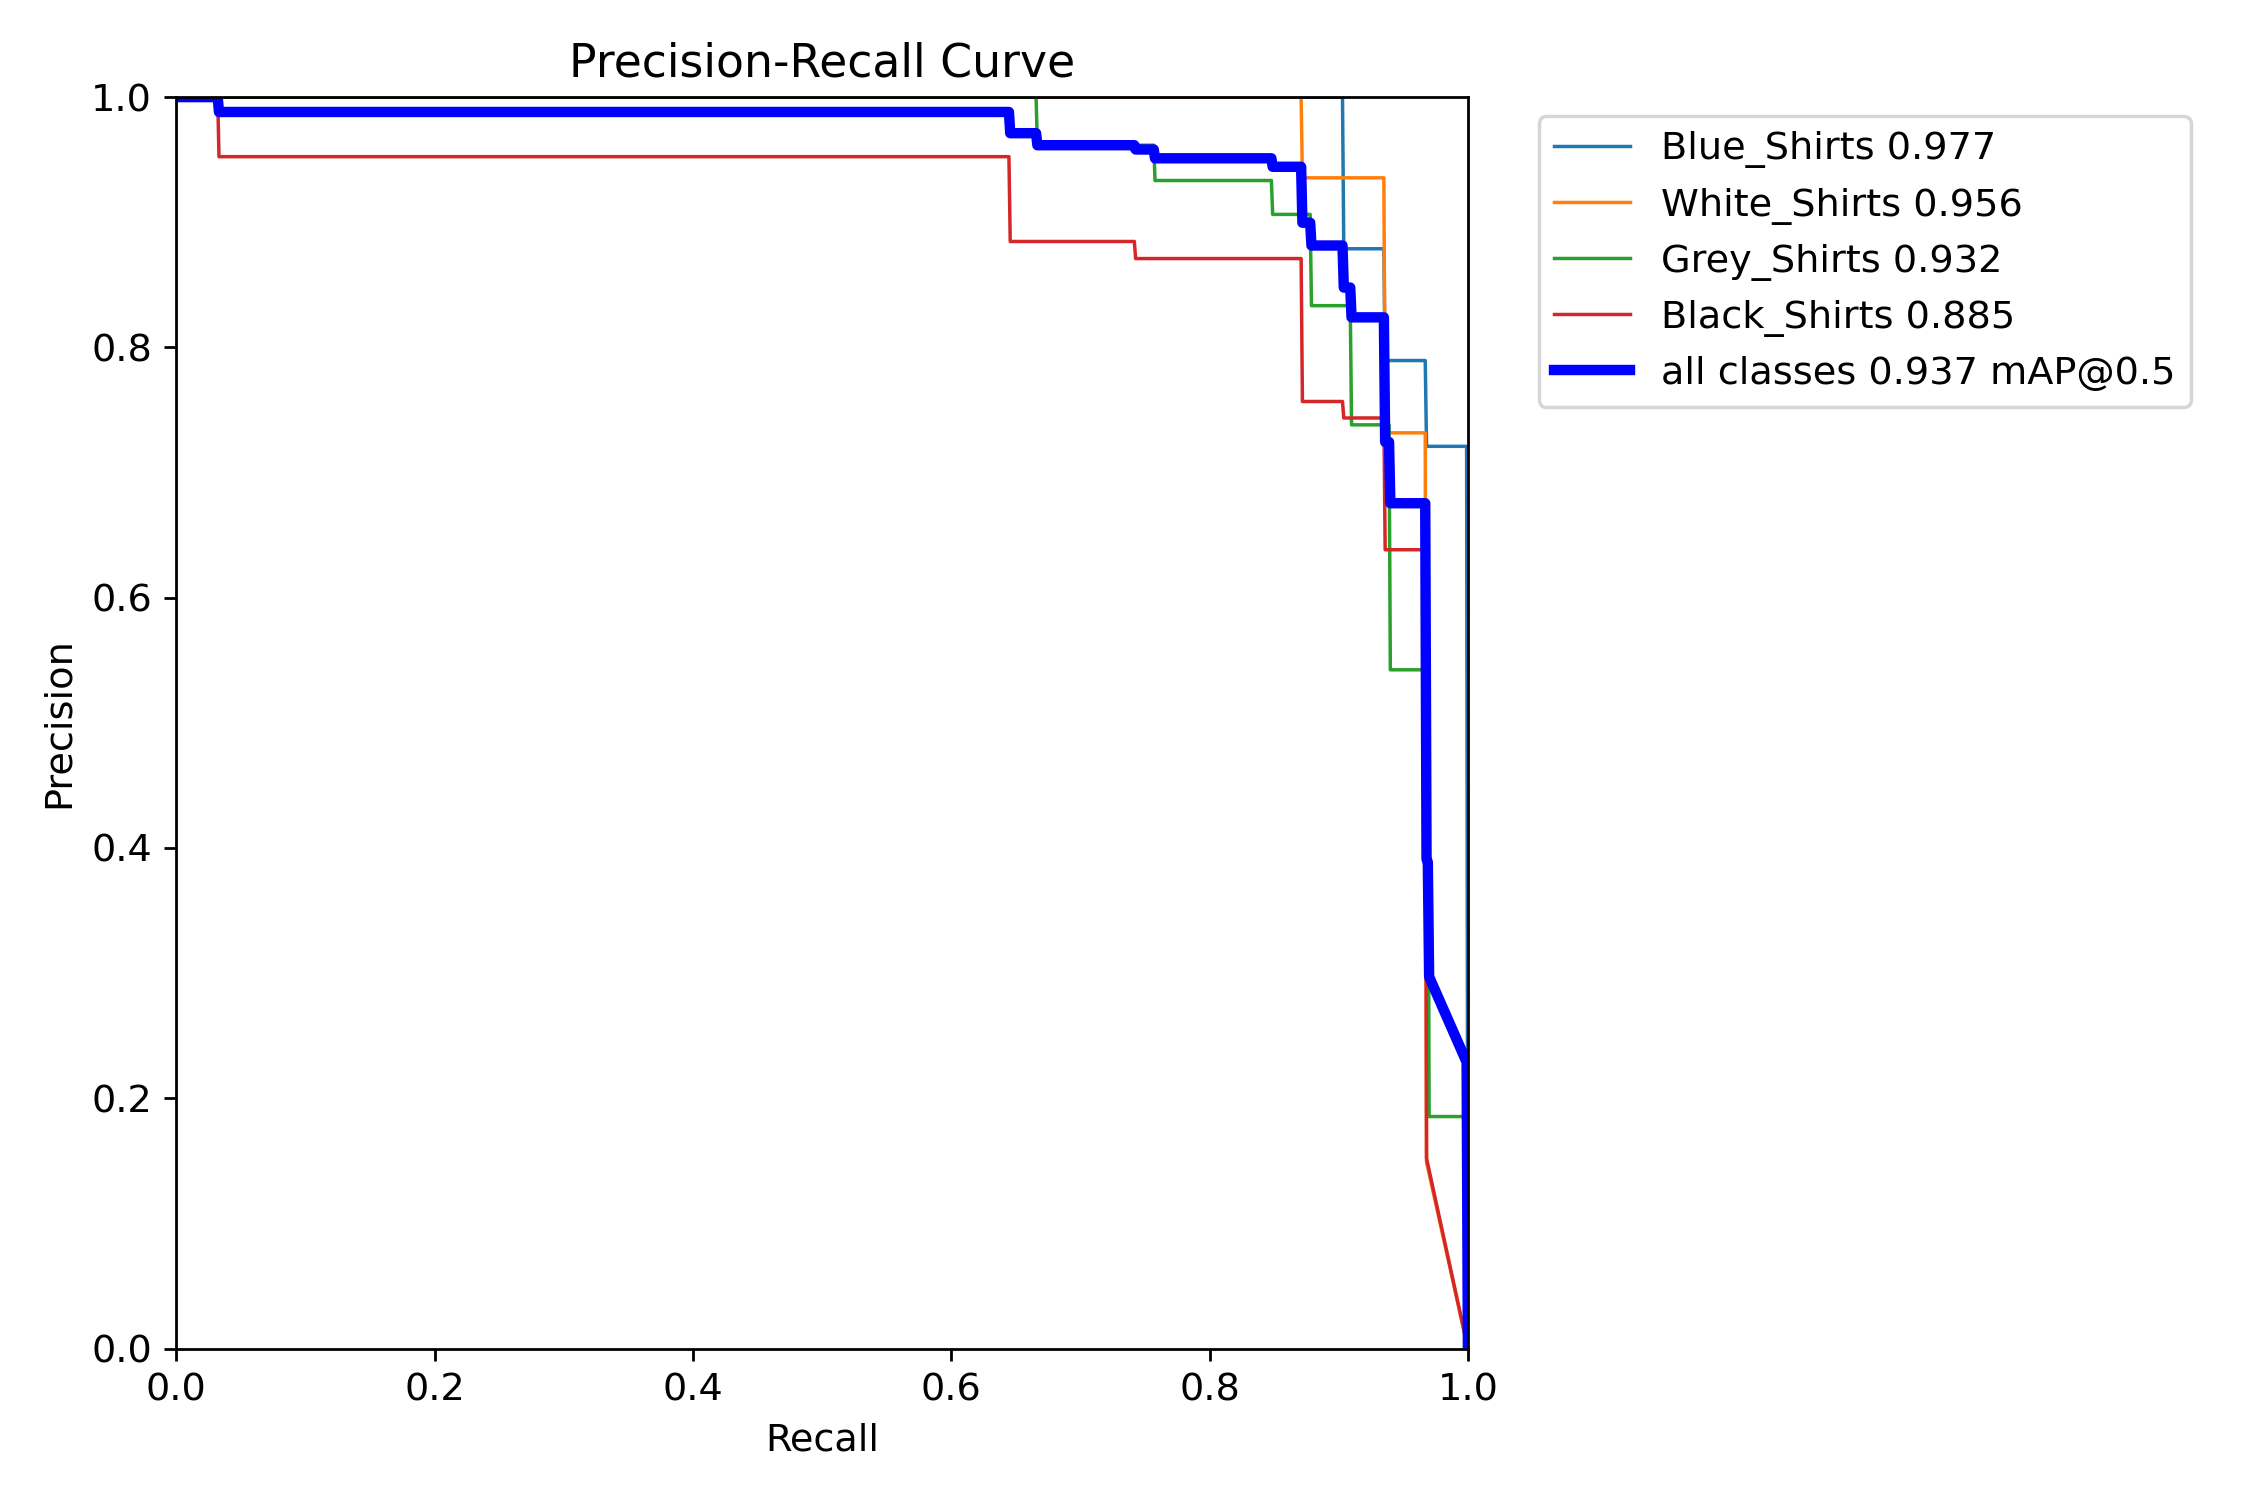 Precision-Recall Curve
1.0
0.8
0.6
0.4
0.2
0.0
Precision
0.0 0.2 0.4 0.6 0.8 1.0
Recall
Blue_Shirts 0.977
White_Shirts 0.956
Grey_Shirts 0.932
Black_Shirts 0.885
all classes 0.937 mAP@0.5